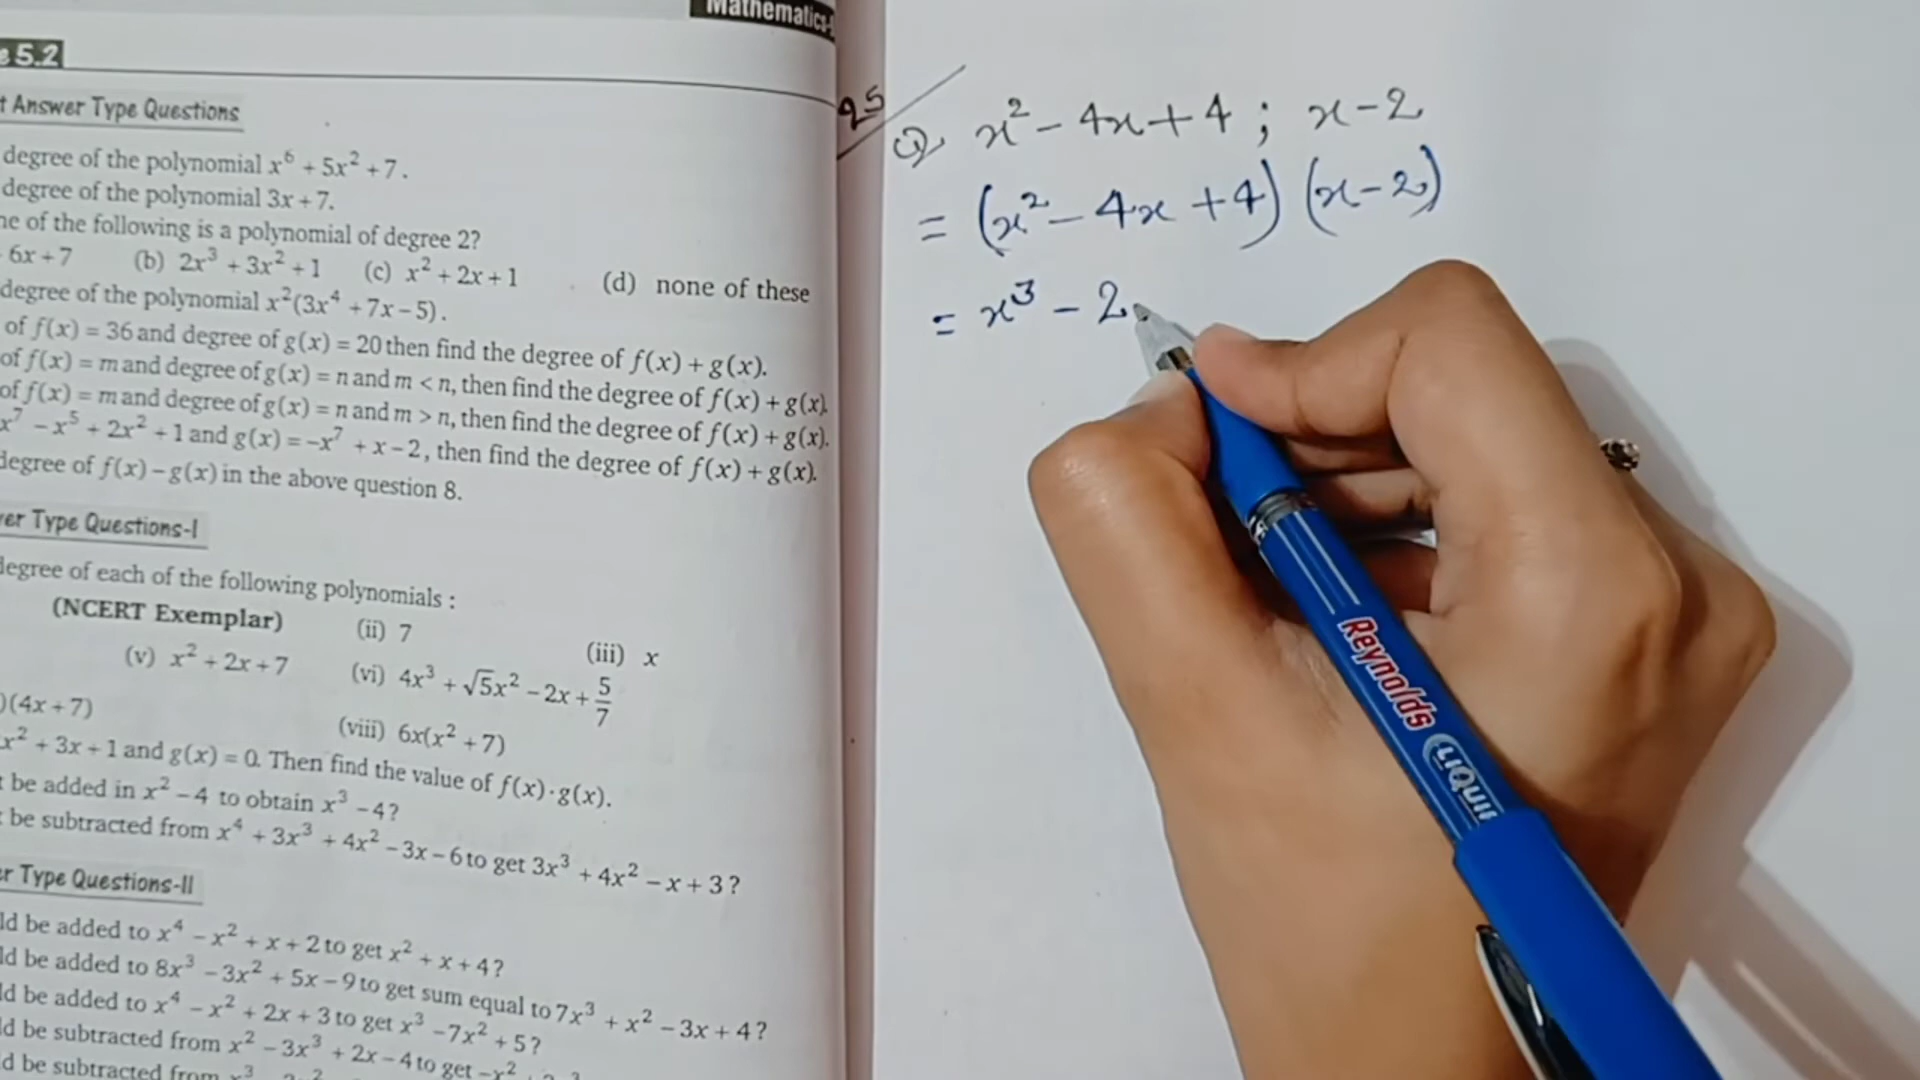 Mathematics-
5.2
Answer Type Questions
degree of the polynomial x⁶ + 5x² + 7.
degree of the polynomial 3x + 7.
of the following is a polynomial of degree 2?
6x + 7 (b) 2x³ + 3x² + 1 (c) x² + 2x + 1 (d) none of these
degree of the polynomial x²(3x⁴ + 7x − 5).
of f(x) = 36 and degree of g(x) = 20 then find the degree of f(x) + g(x).
of f(x) = m and degree of g(x) = n and m < n, then find the degree of f(x) + g(x).
of f(x) = m and degree of g(x) = n and m > n, then find the degree of f(x) + g(x).
x⁷ − x⁵ + 2x² + 1 and g(x) = −x⁷ + x − 2, then find the degree of f(x) + g(x).
degree of f(x) − g(x) in the above question 8.
Type Questions-I
degree of each of the following polynomials :
(NCERT Exemplar) (ii) 7 (iii) x
(v) x² + 2x + 7 (vi) 4x³ + √5x² − 2x + 5/7
)(4x + 7) (viii) 6x(x² + 7)
x² + 3x + 1 and g(x) = 0. Then find the value of f(x)·g(x).
be added in x² − 4 to obtain x³ − 4?
be subtracted from x⁴ + 3x³ + 4x² − 3x − 6 to get 3x³ + 4x² − x + 3?
Type Questions-II
be added to x⁴ − x² + x + 2 to get x² + x + 4?
be added to 8x³ − 3x² + 5x − 9 to get sum equal to 7x³ + x² − 3x + 4?
be added to x⁴ − x² + 2x + 3 to get x³ − 7x² + 5?
be subtracted from x² − 3x³ + 2x − 4 to get −x²
be subtracted from
Q x² − 4x + 4 ; x − 2
= (x² − 4x + 4) (x − 2)
= x³ − 2
Reynolds
LIQUI